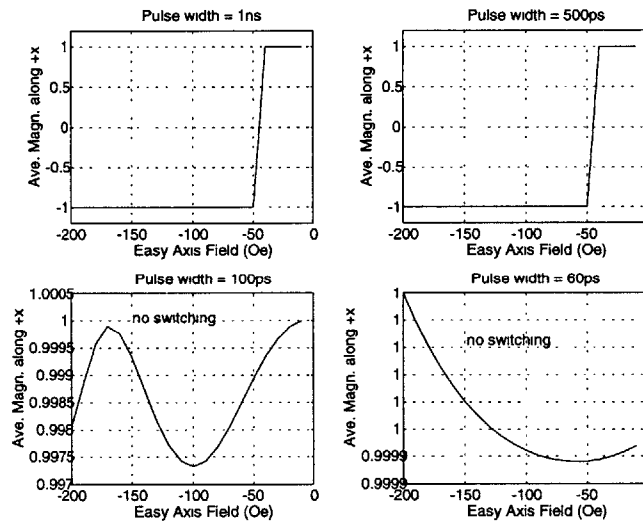 Pulse width = 1ns
Ave. Magn. along +x
1
0.5
0
-0.5
-1
-200 -150 -100 -50 0
Easy Axis Field (Oe)
Pulse width = 500ps
Ave. Magn. along +x
1
0.5
0
-0.5
-1
-200 -150 -100 -50
Easy Axis Field (Oe)
Pulse width = 100ps
Ave. Magn. along +x
1.0005
1
0.9995
0.999
0.9985
0.998
0.9975
0.997
no switching
-200 -150 -100 -50 0
Easy Axis Field (Oe)
Pulse width = 60ps
Ave. Magn. along +x
1
1
1
1
1
1
0.9999
0.9999
no switching
-200 -150 -100 -50
Easy Axis Field (Oe)